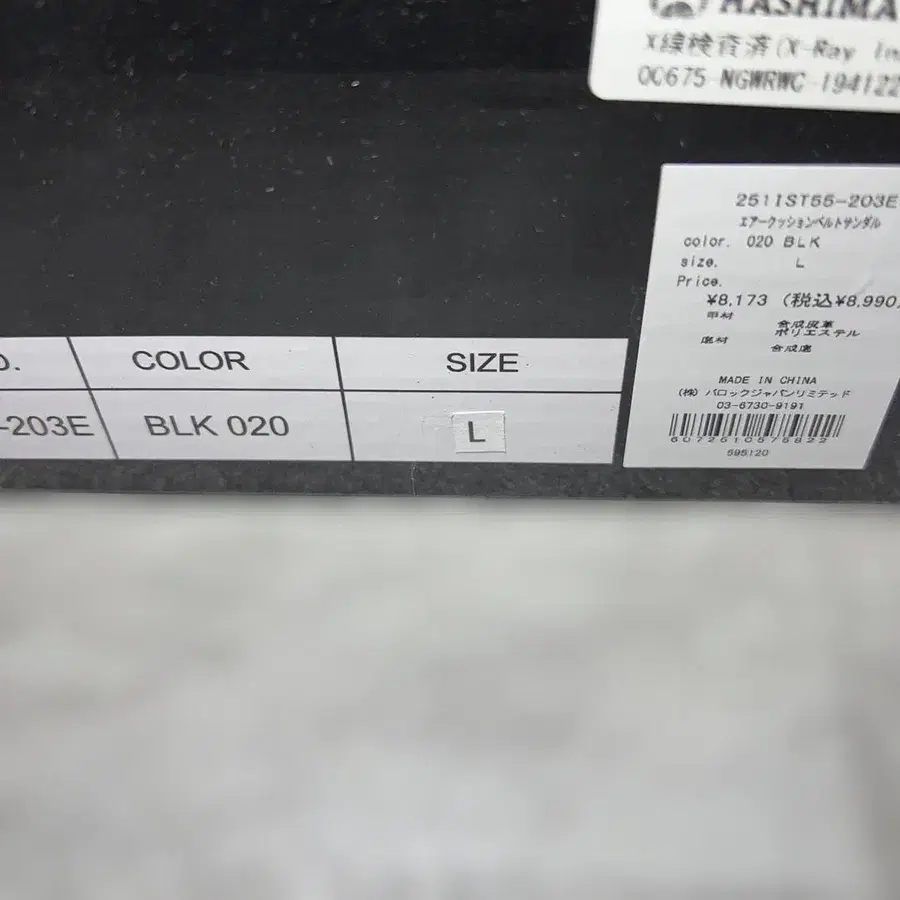 HASHIMA
X線検査済(X-Ray In
OC675-NGWRWC-194122
251IST55-203E
エアークッションベルトサンダル
color. 020 BLK
size. L
Price.
¥8,173 (税込¥8,990)
甲材 合成皮革
ポリエステル
底材 合成底
MADE IN CHINA
(株) バロックジャパンリミテッド
03-6730-9191
6072510575822
595120
O. COLOR SIZE
-203E BLK 020 L